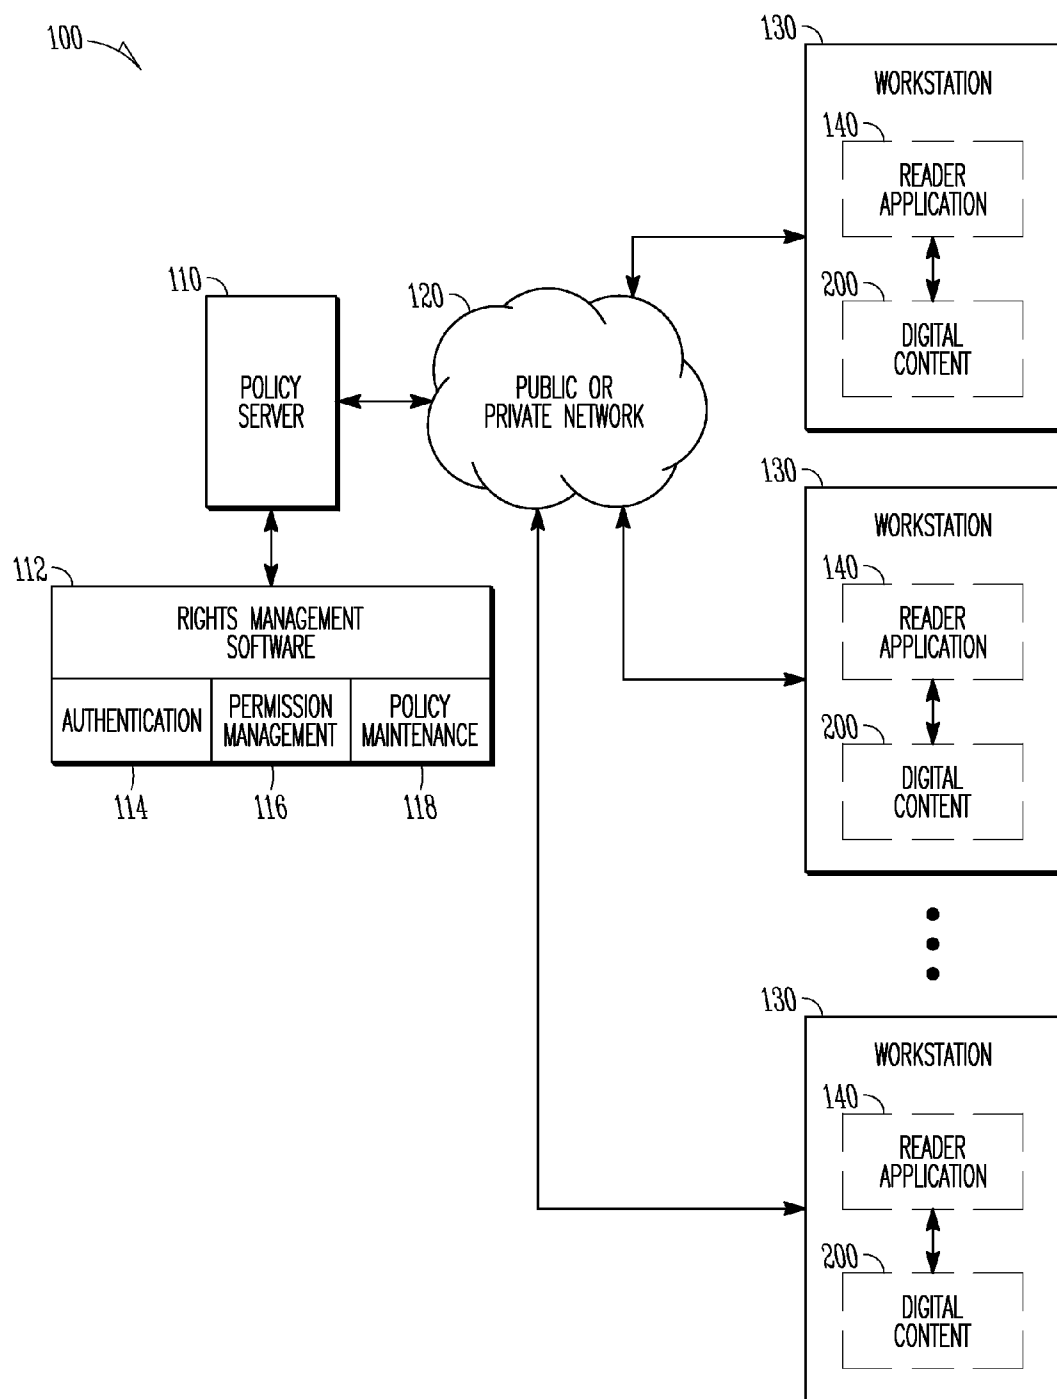 100
130
WORKSTATION
140
READER
APPLICATION
200
DIGITAL
CONTENT
110
POLICY
SERVER
120
PUBLIC OR
PRIVATE NETWORK
130
WORKSTATION
140
READER
APPLICATION
200
DIGITAL
CONTENT
112
RIGHTS MANAGEMENT
SOFTWARE
AUTHENTICATION
PERMISSION
MANAGEMENT
POLICY
MAINTENANCE
114
116
118
130
WORKSTATION
140
READER
APPLICATION
200
DIGITAL
CONTENT